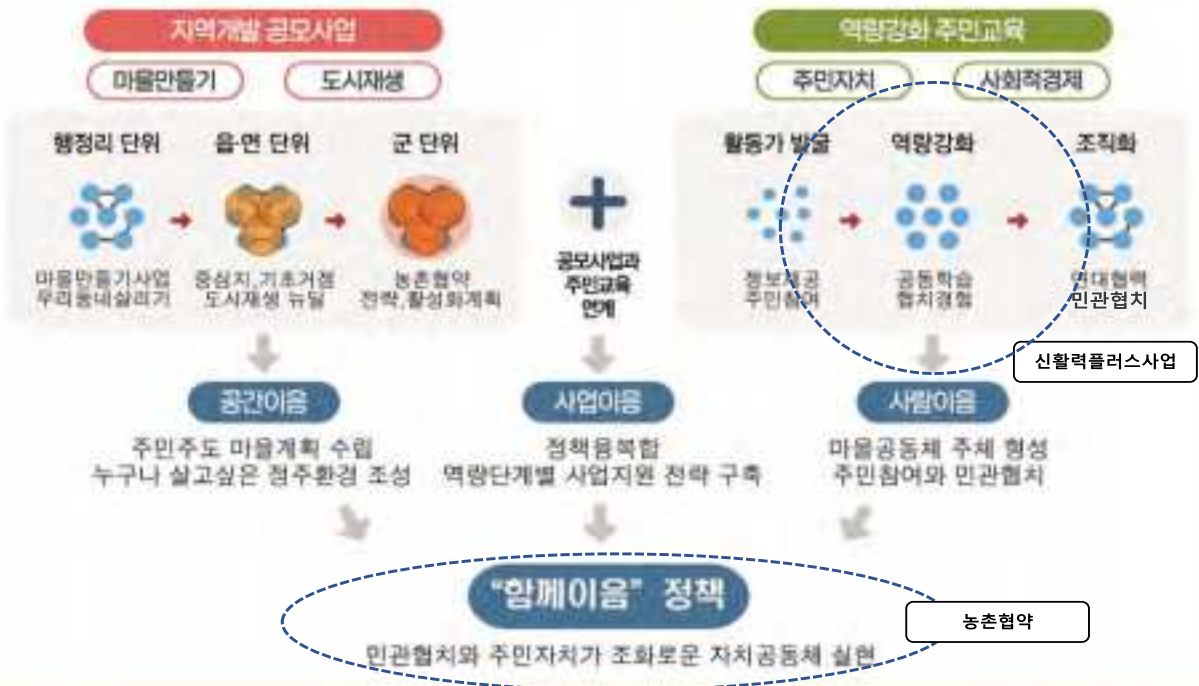 지역개발 공모사업
마을만들기
도시재생
행정리 단위
읍·면 단위
군 단위
마을만들기사업
우리동네살리기
중심지,기초거점
도시재생 뉴딜
농촌협약
전략,활성화계획
공모사업과
주민교육
연계
역량강화 주민교육
주민자치
사회적경제
활동가 발굴
역량강화
조직화
정보제공
주민참여
공동학습
협치경험
연대협력
민관협치
신활력플러스사업
공간이음
주민주도 마을계획 수립
누구나 살고싶은 정주환경 조성
사업이음
정책융복합
역량단계별 사업지원 전략 구축
사람이음
마을공동체 주체 형성
주민참여와 민관협치
"함께이음" 정책
민관협치와 주민자치가 조화로운 자치공동체 실현
농촌협약